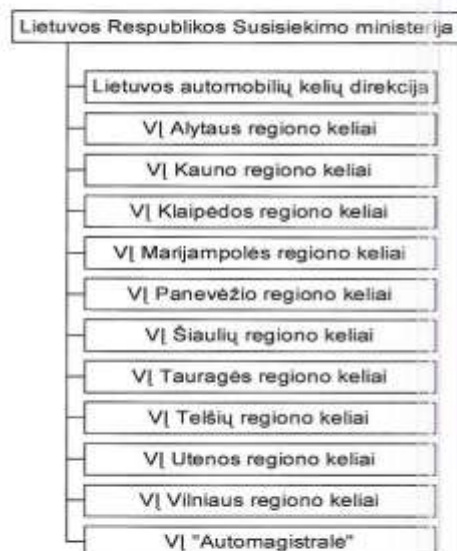 Lietuvos Respublikos Susisiekimo ministerija
Lietuvos automobilių kelių direkcija
VĮ Alytaus regiono keliai
VĮ Kauno regiono keliai
VĮ Klaipėdos regiono keliai
VĮ Marijampolės regiono keliai
VĮ Panevėžio regiono keliai
VĮ Šiaulių regiono keliai
VĮ Tauragės regiono keliai
VĮ Telšių regiono keliai
VĮ Utenos regiono keliai
VĮ Vilniaus regiono keliai
VĮ "Automagistralė"